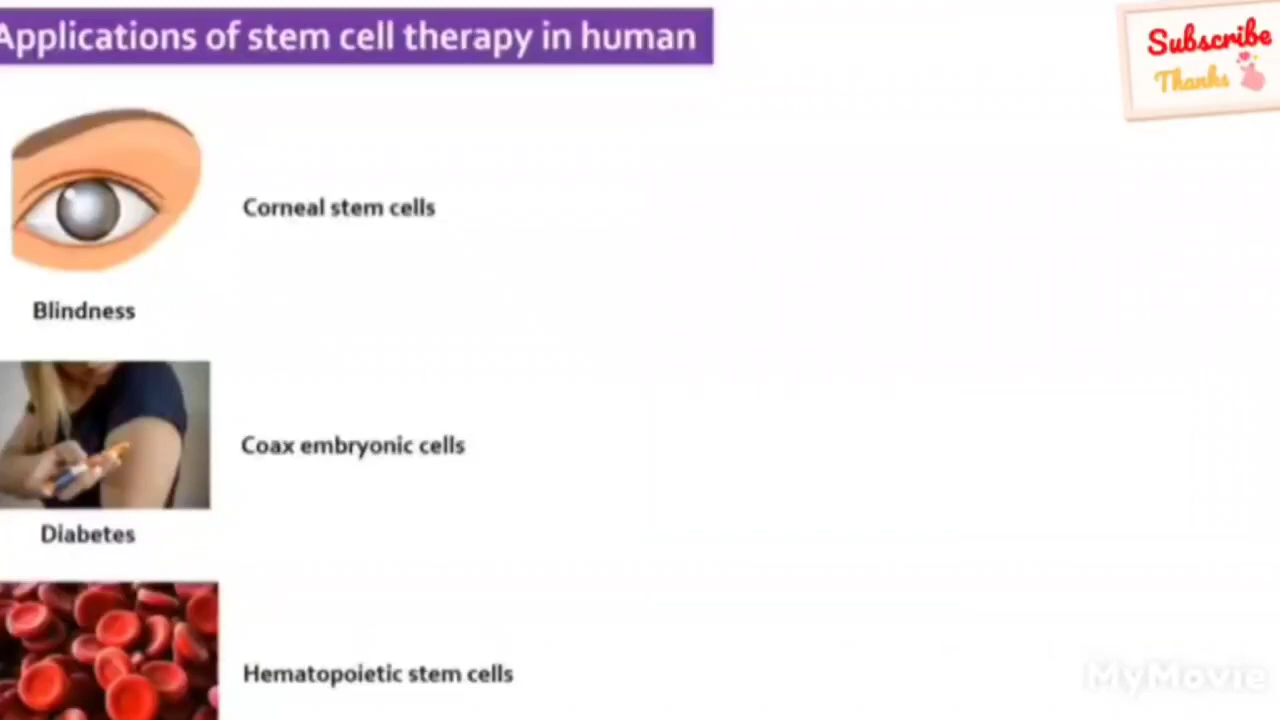 Applications of stem cell therapy in human
Subscribe
Thanks
Corneal stem cells
Blindness
Coax embryonic cells
Diabetes
Hematopoietic stem cells
MyMovie